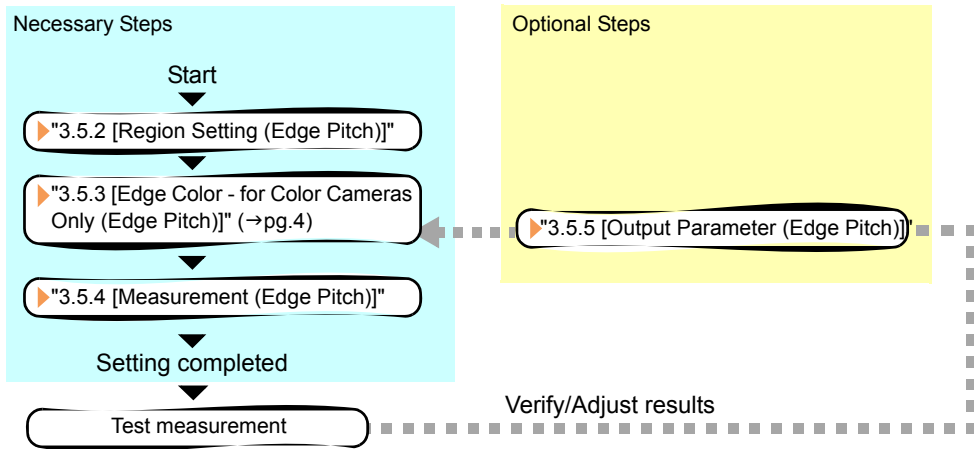 Necessary Steps
Start
"3.5.2 [Region Setting (Edge Pitch)]"
"3.5.3 [Edge Color - for Color Cameras
Only (Edge Pitch)]" (→pg.4)
"3.5.4 [Measurement (Edge Pitch)]"
Setting completed
Test measurement
Optional Steps
"3.5.5 [Output Parameter (Edge Pitch)]"
Verify/Adjust results